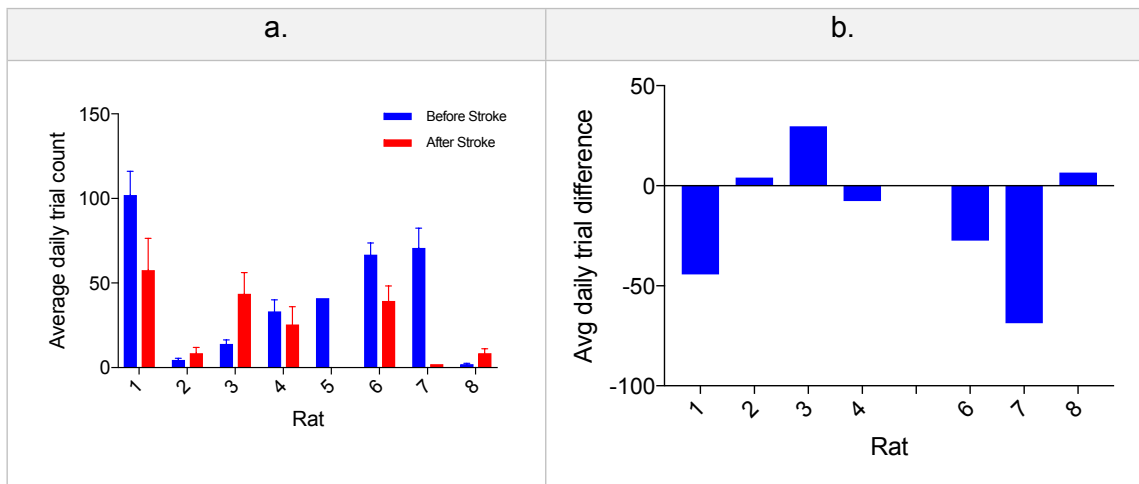 a.
b.
150
100
50
0
Average daily trial count
Before Stroke
After Stroke
1
2
3
4
5
6
7
8
Rat
50
0
-50
-100
Avg daily trial difference
1
2
3
4
6
7
8
Rat